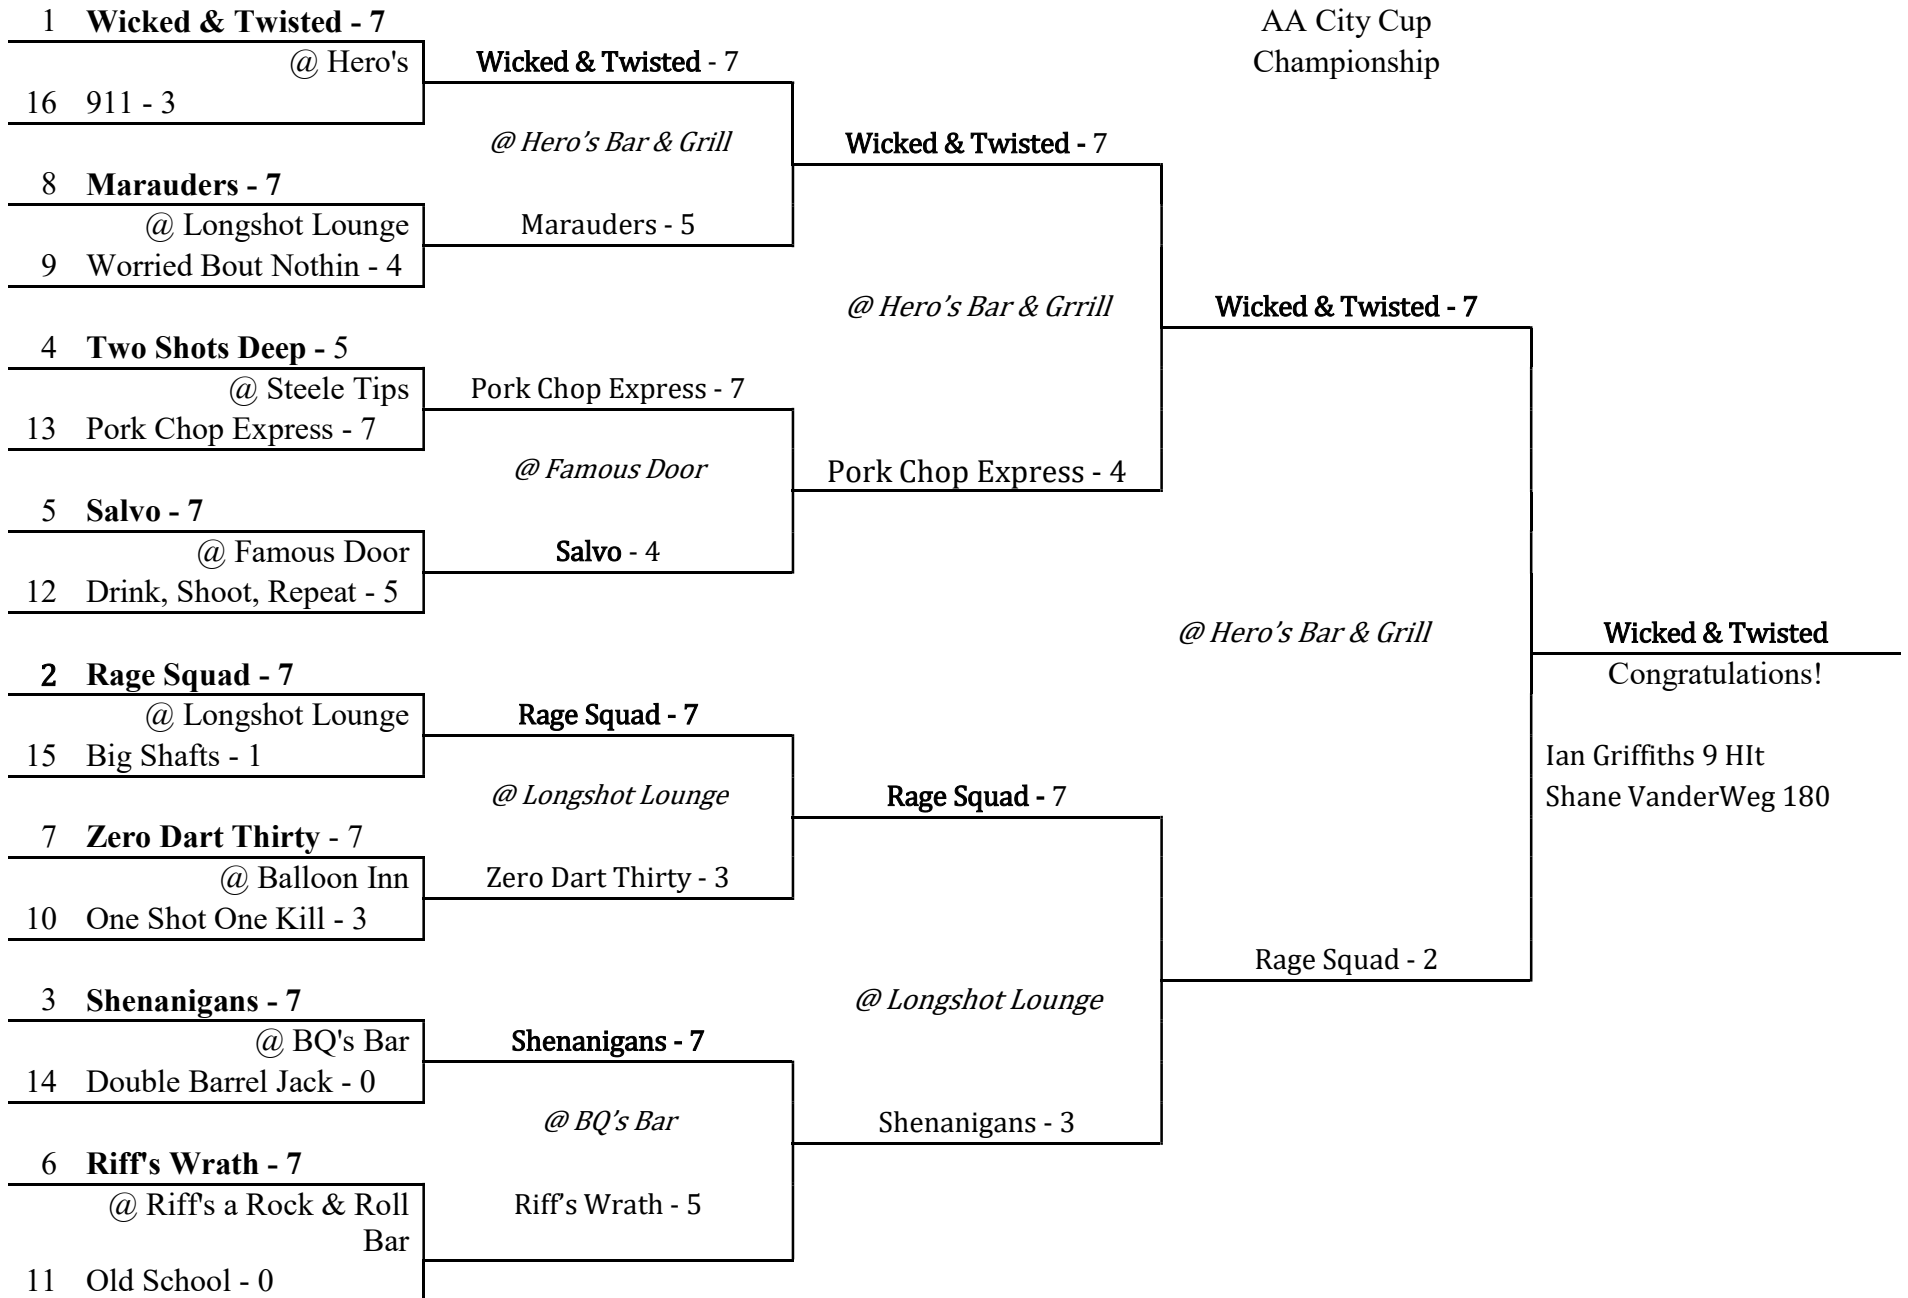 AA City Cup
Championship
1 Wicked & Twisted - 7
@ Hero's
16 911 - 3
8 Marauders - 7
@ Longshot Lounge
9 Worried Bout Nothin - 4
4 Two Shots Deep - 5
@ Steele Tips
13 Pork Chop Express - 7
5 Salvo - 7
@ Famous Door
12 Drink, Shoot, Repeat - 5
2 Rage Squad - 7
@ Longshot Lounge
15 Big Shafts - 1
7 Zero Dart Thirty - 7
@ Balloon Inn
10 One Shot One Kill - 3
3 Shenanigans - 7
@ BQ's Bar
14 Double Barrel Jack - 0
6 Riff's Wrath - 7
@ Riff's a Rock & Roll
Bar
11 Old School - 0
Wicked & Twisted - 7
@ Hero’s Bar & Grill
Marauders - 5
Pork Chop Express - 7
@ Famous Door
Salvo - 4
Rage Squad - 7
@ Longshot Lounge
Zero Dart Thirty - 3
Shenanigans - 7
@ BQ’s Bar
Riff’s Wrath - 5
Wicked & Twisted - 7
@ Hero’s Bar & Grrill
Pork Chop Express - 4
Rage Squad - 7
@ Longshot Lounge
Shenanigans - 3
Wicked & Twisted - 7
@ Hero’s Bar & Grill
Rage Squad - 2
Wicked & Twisted
Congratulations!
Ian Griffiths 9 HIt
Shane VanderWeg 180